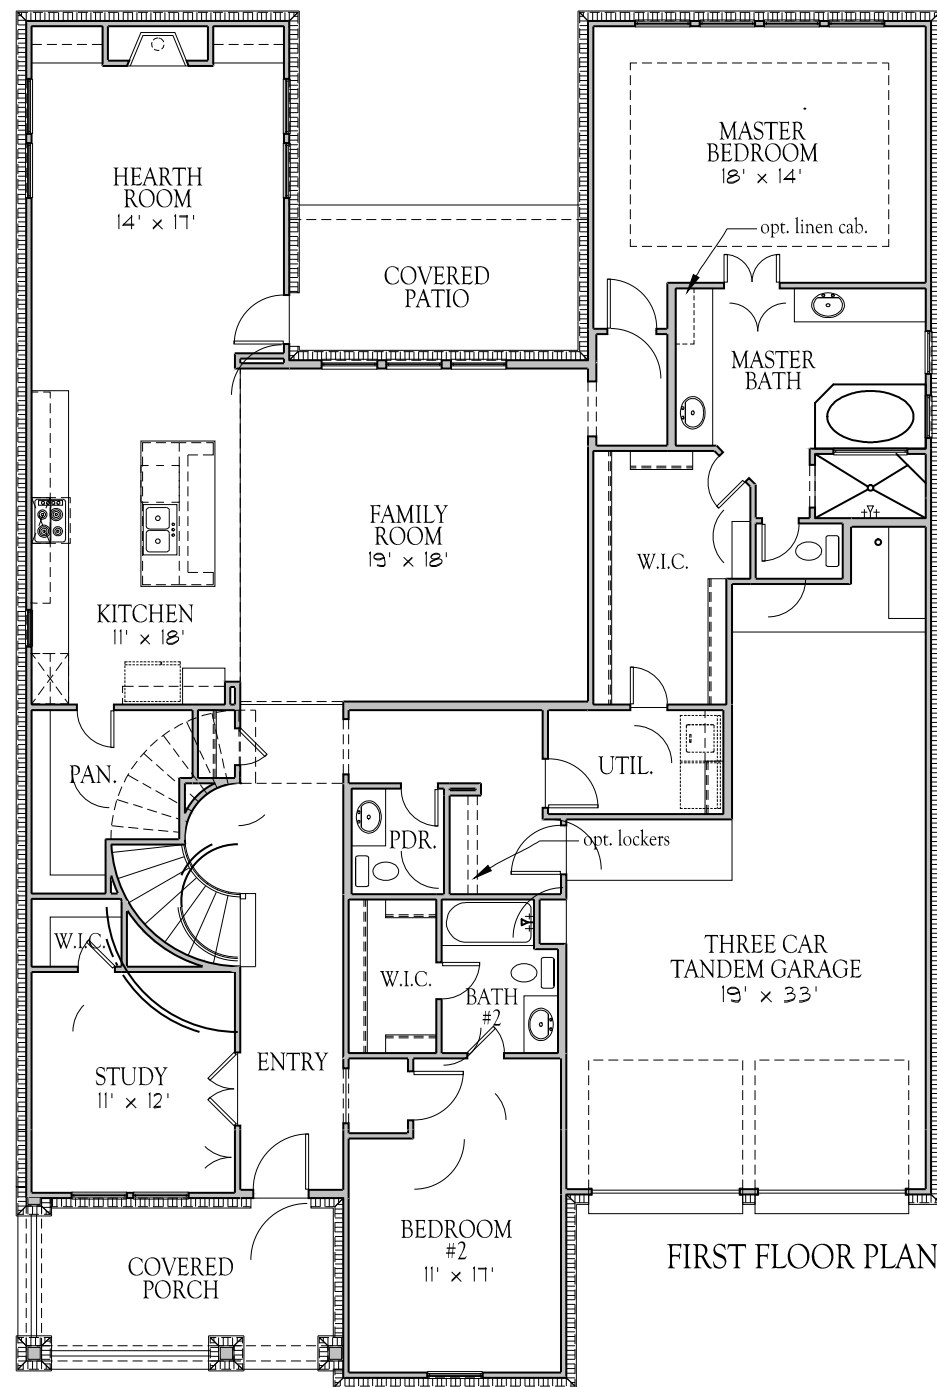 MASTER
BEDROOM
18' x 14'
HEARTH
ROOM
14' x 17'
opt. linen cab.
COVERED
PATIO
MASTER
BATH
FAMILY
ROOM
19' x 18'
W.I.C.
KITCHEN
11' x 18'
PAN.
UTIL.
PDR.
opt. lockers
W.I.C.
THREE CAR
TANDEM GARAGE
19' x 33'
W.I.C.
BATH
#2
ENTRY
STUDY
11' x 12'
BEDROOM
#2
11' x 17'
COVERED
PORCH
FIRST FLOOR PLAN